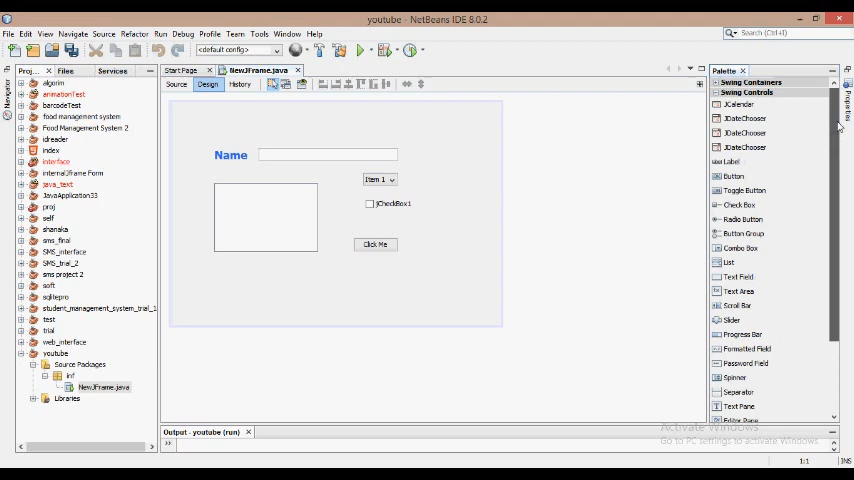 youtube - NetBeans IDE 8.0.2
File Edit View Navigate Source Refactor Run Debug Profile Team Tools Window Help
Search (Ctrl+I)
<default config>
Proj... Files Services
Start Page NewJFrame.java
Palette
Source Design History
Navigator
Properties
algorim
animationTest
barcodeTest
food management system
Food Management System 2
idreader
index
interface
internalJFrame Form
java_text
JavaApplication33
proj
self
shanaka
sms_final
SMS_interface
SMS_trial_2
sms project 2
soft
sqlitepro
student_management_system_trial_1
test
trial
web_interface
youtube
Source Packages
inf
NewJFrame.java
Libraries
Name
Item 1
jCheckBox1
Click Me
Swing Containers
Swing Controls
JCalendar
JDateChooser
JDateChooser
JDateChooser
Label
Button
Toggle Button
Check Box
Radio Button
Button Group
Combo Box
List
Text Field
Text Area
Scroll Bar
Slider
Progress Bar
Formatted Field
Password Field
Spinner
Separator
Text Pane
Editor Pane
Output - youtube (run)
Activate Windows
Go to PC settings to activate Windows.
1:1 INS